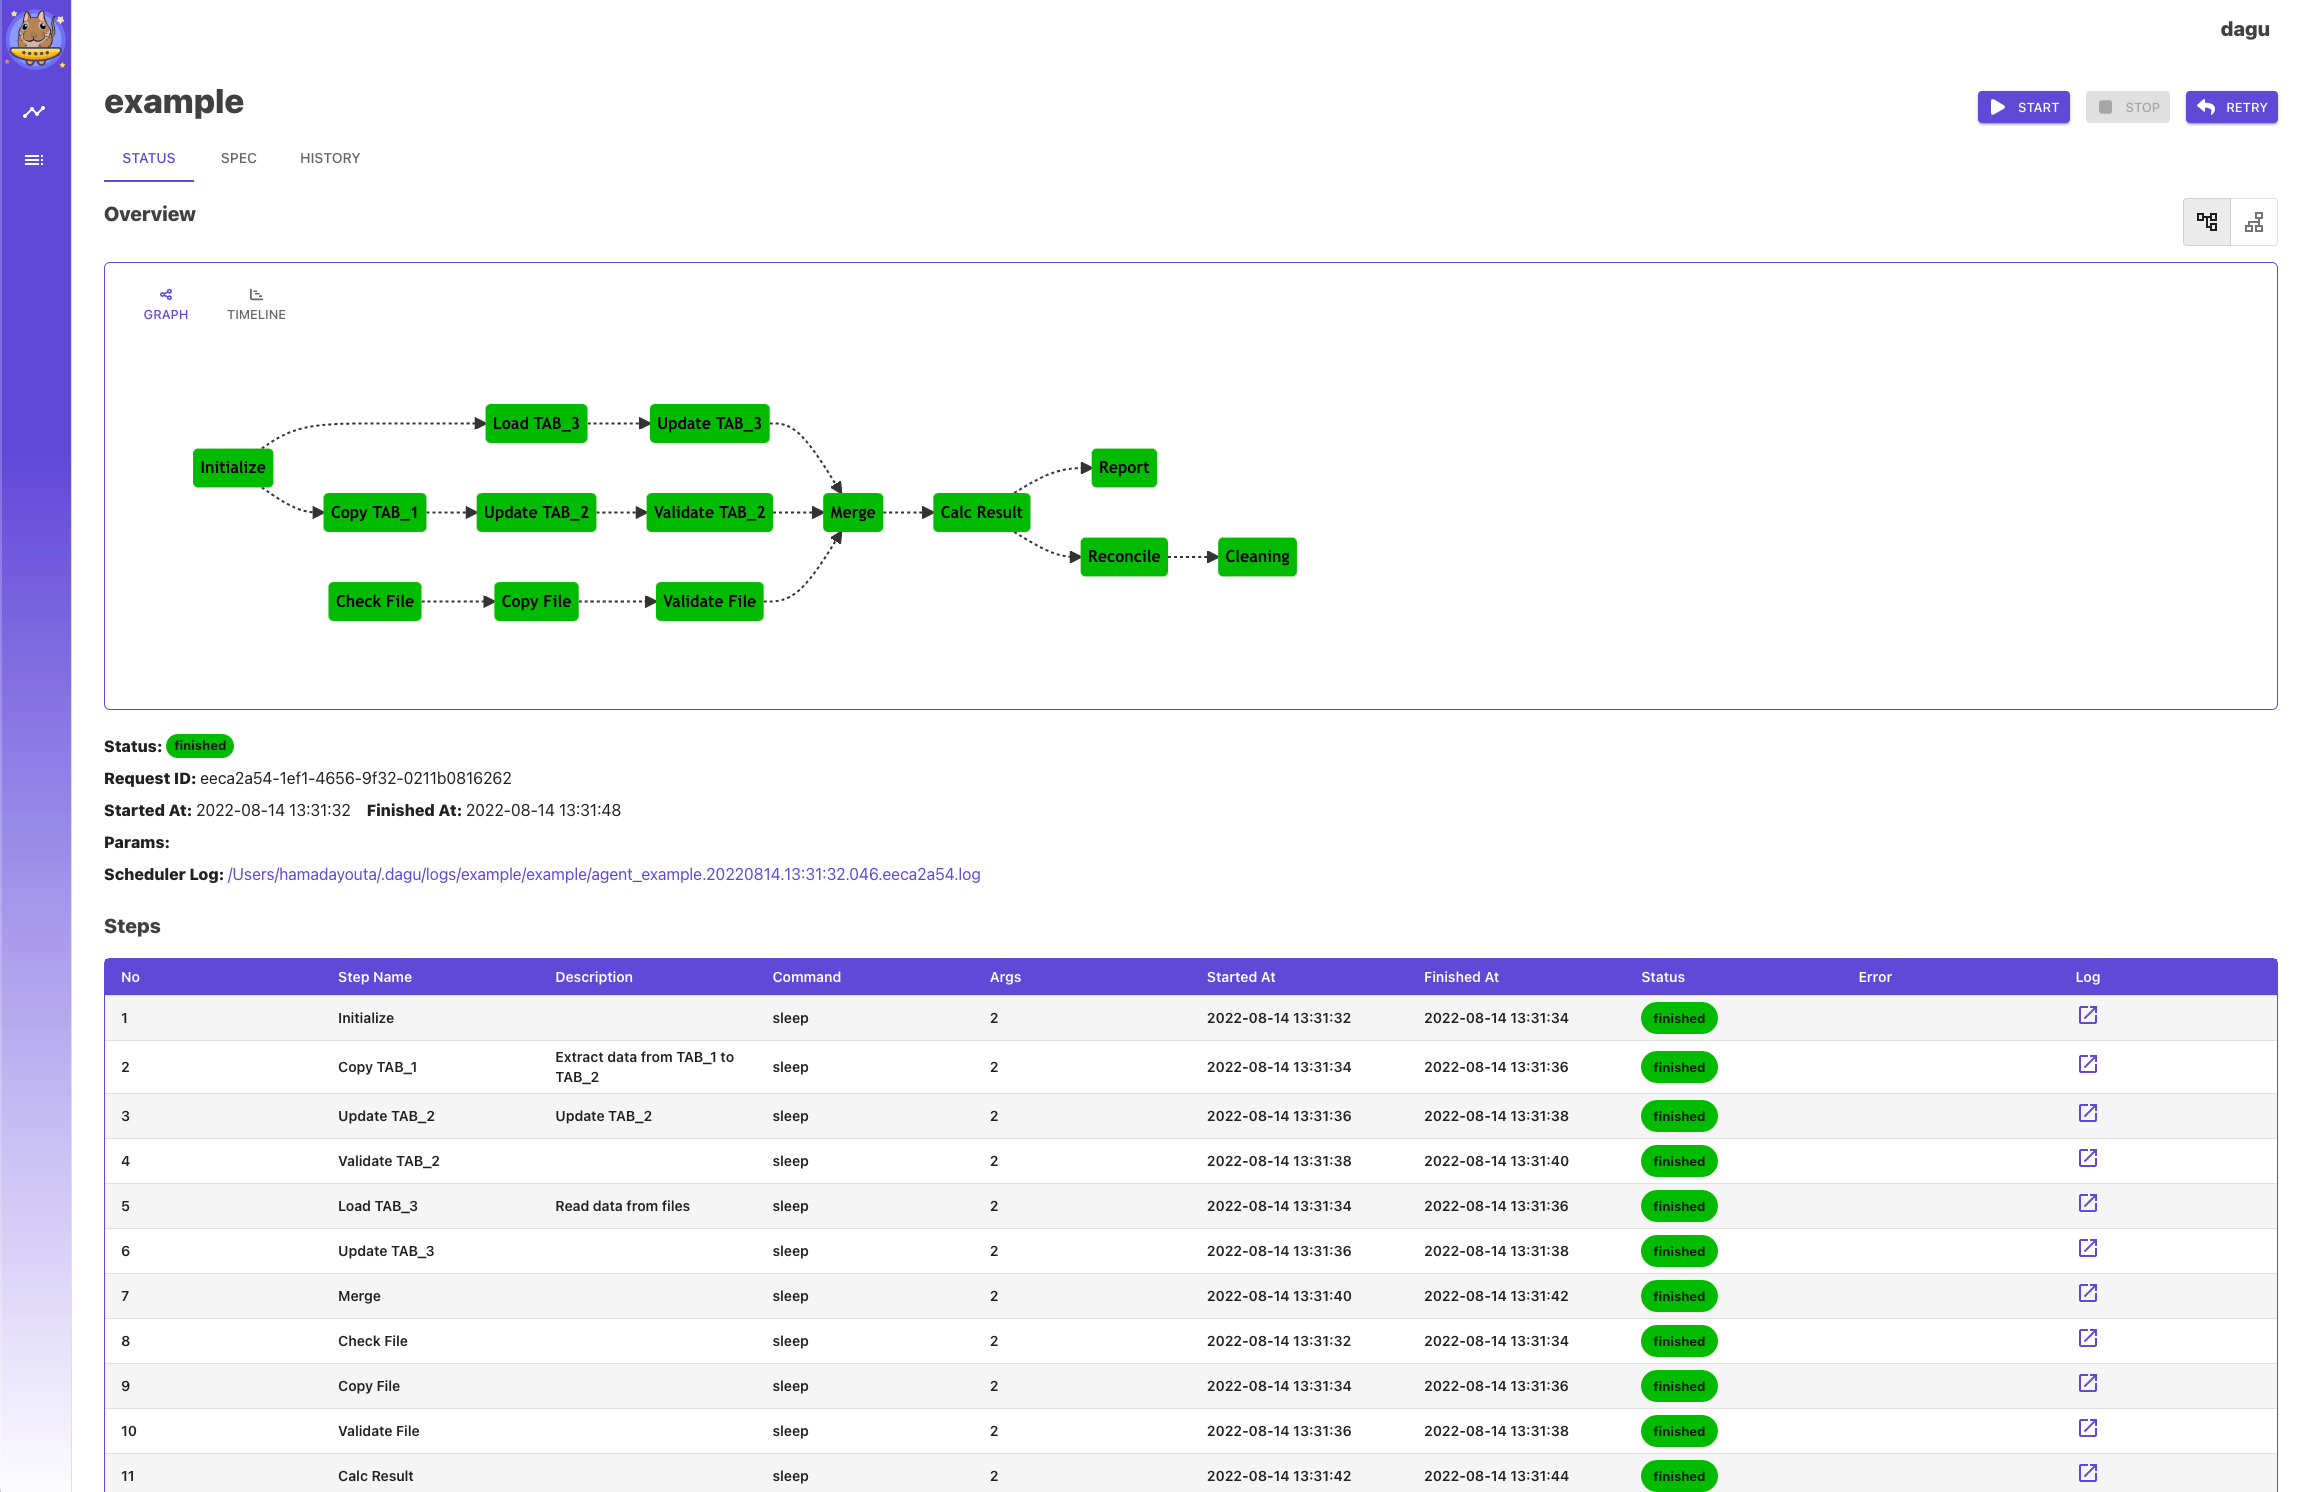 dagu
example
START
STOP
RETRY
STATUS
SPEC
HISTORY
Overview
GRAPH
TIMELINE
Load TAB_3
Update TAB_3
Initialize
Report
Copy TAB_1
Update TAB_2
Validate TAB_2
Merge
Calc Result
Reconcile
Cleaning
Check File
Copy File
Validate File
Status: finished
Request ID: eeca2a54-1ef1-4656-9f32-0211b0816262
Started At: 2022-08-14 13:31:32 Finished At: 2022-08-14 13:31:48
Params:
Scheduler Log: /Users/hamadayouta/.dagu/logs/example/example/agent_example.20220814.13:31:32.046.eeca2a54.log
Steps
No Step Name Description Command Args Started At Finished At Status Error Log
1 Initialize sleep 2 2022-08-14 13:31:32 2022-08-14 13:31:34 finished
2 Copy TAB_1 Extract data from TAB_1 to TAB_2 sleep 2 2022-08-14 13:31:34 2022-08-14 13:31:36 finished
3 Update TAB_2 Update TAB_2 sleep 2 2022-08-14 13:31:36 2022-08-14 13:31:38 finished
4 Validate TAB_2 sleep 2 2022-08-14 13:31:38 2022-08-14 13:31:40 finished
5 Load TAB_3 Read data from files sleep 2 2022-08-14 13:31:34 2022-08-14 13:31:36 finished
6 Update TAB_3 sleep 2 2022-08-14 13:31:36 2022-08-14 13:31:38 finished
7 Merge sleep 2 2022-08-14 13:31:40 2022-08-14 13:31:42 finished
8 Check File sleep 2 2022-08-14 13:31:32 2022-08-14 13:31:34 finished
9 Copy File sleep 2 2022-08-14 13:31:34 2022-08-14 13:31:36 finished
10 Validate File sleep 2 2022-08-14 13:31:36 2022-08-14 13:31:38 finished
11 Calc Result sleep 2 2022-08-14 13:31:42 2022-08-14 13:31:44 finished